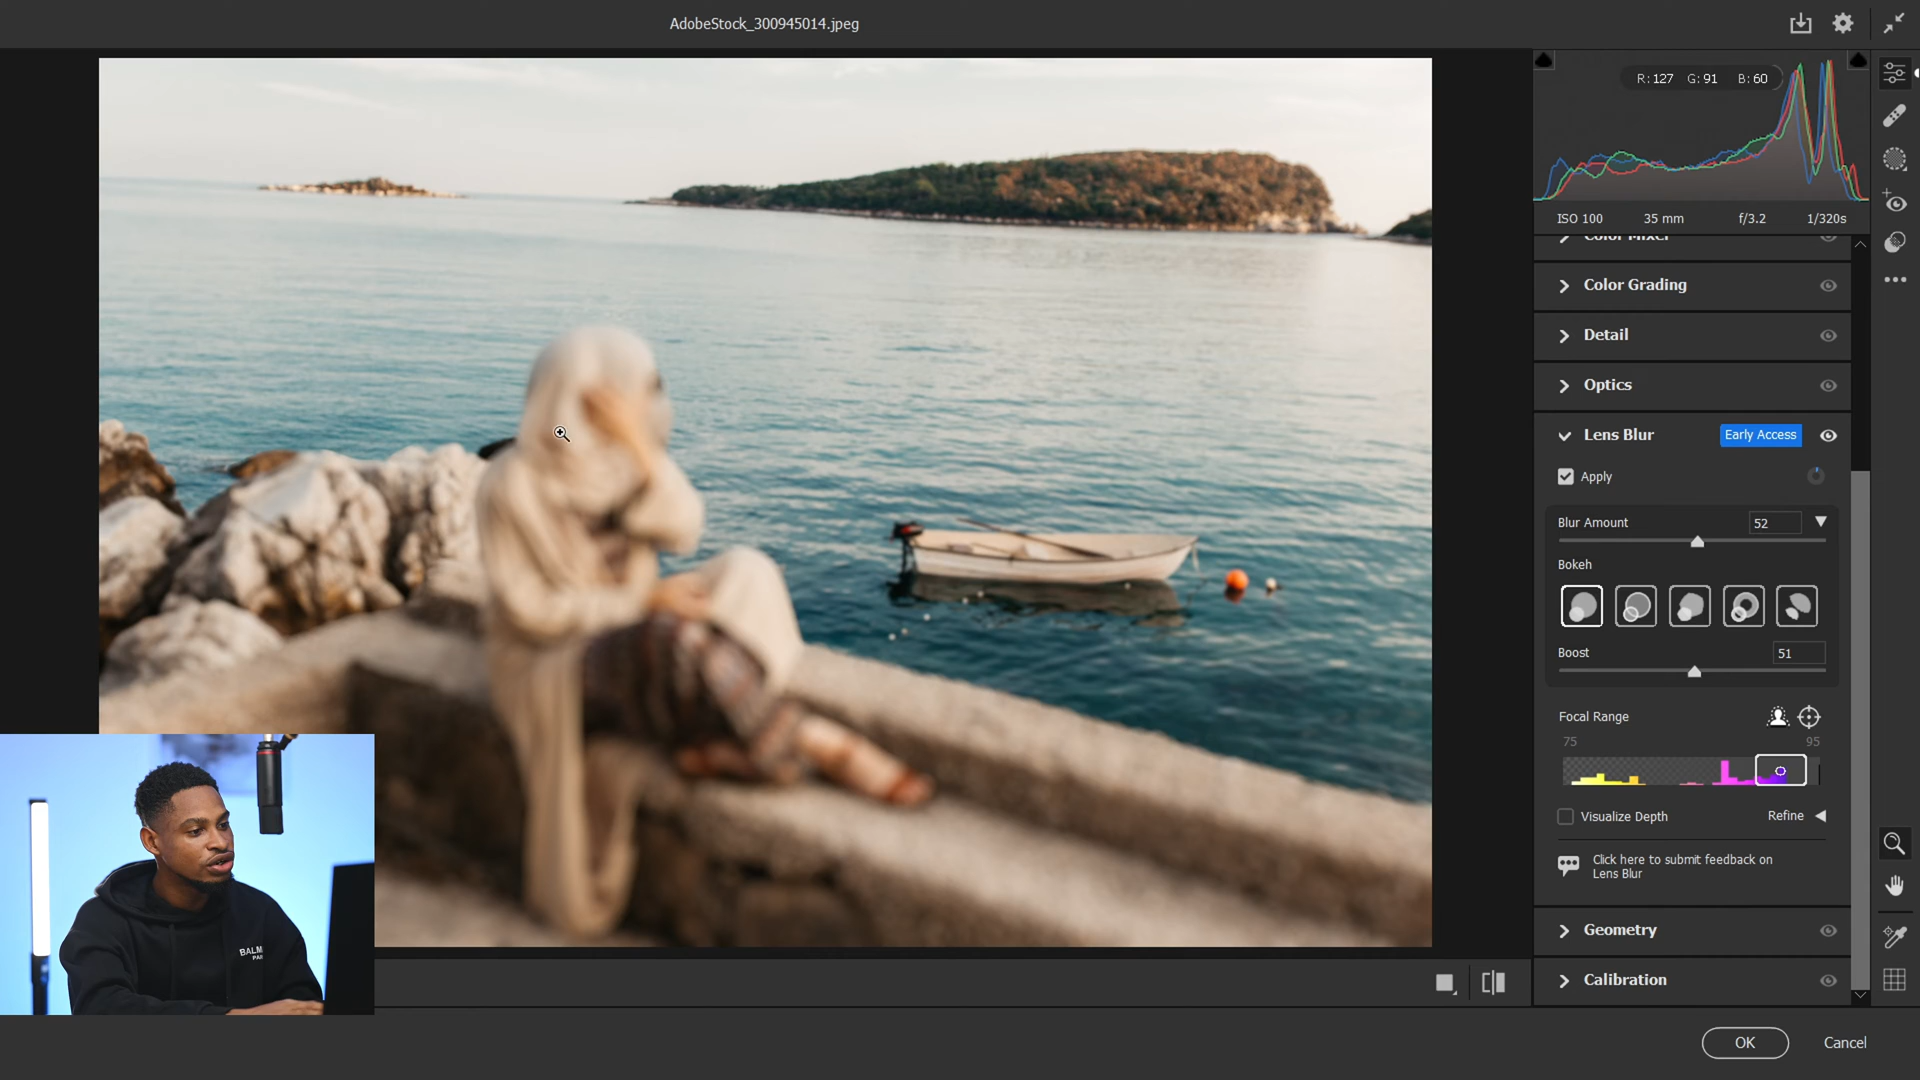 AdobeStock_300945014.jpeg
R: 127 G: 91 B: 60
ISO 100 35 mm f/3.2 1/320s
Color Mixer
Color Grading
Detail
Optics
Lens Blur Early Access
Apply
Blur Amount 52
Bokeh
Boost 51
Focal Range
75 95
Visualize Depth Refine
Click here to submit feedback on
Lens Blur
Geometry
Calibration
OK Cancel